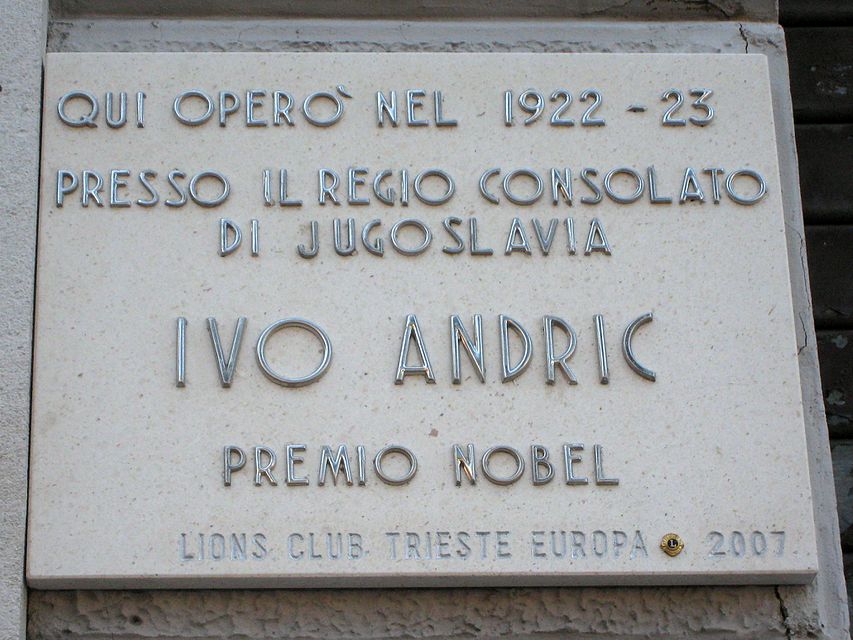 QUI OPERÒ NEL 1922 - 23
PRESSO IL REGIO CONSOLATO
DI JUGOSLAVIA
IVO ANDRIC
PREMIO NOBEL
LIONS CLUB TRIESTE EUROPA L 2007